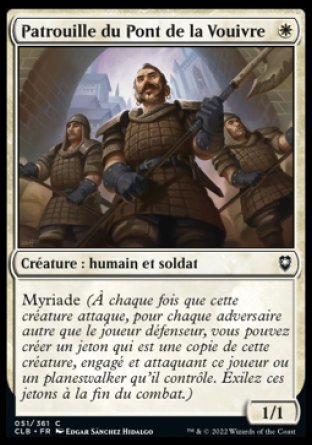 Patrouille du Pont de la Vouivre
Créature : humain et soldat
Myriade (À chaque fois que cette
créature attaque, pour chaque adversaire
autre que le joueur défenseur, vous pouvez
créer un jeton qui est une copie de cette
créature, engagé et attaquant ce joueur ou
un planeswalker qu'il contrôle. Exilez ces
jetons à la fin du combat.)
1/1
051/361 C
CLB • FR Edgar Sánchez Hidalgo
™ & © 2022 Wizards of the Coast